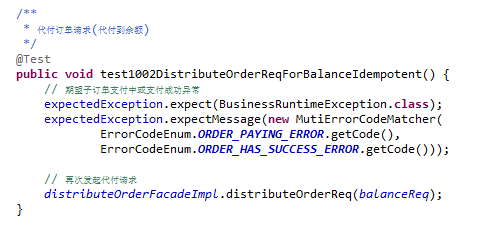 /**
 * 代付订单请求(代付到余额)
 */
@Test
public void test1002DistributeOrderReqForBalanceIdempotent() {
    // 期望子订单支付中或支付成功异常
    expectedException.expect(BusinessRuntimeException.class);
    expectedException.expectMessage(new MutiErrorCodeMatcher(
            ErrorCodeEnum.ORDER_PAYING_ERROR.getCode(),
            ErrorCodeEnum.ORDER_HAS_SUCCESS_ERROR.getCode()));
    // 再次发起代付请求
    distributeOrderFacadeImpl.distributeOrderReq(balanceReq);
}